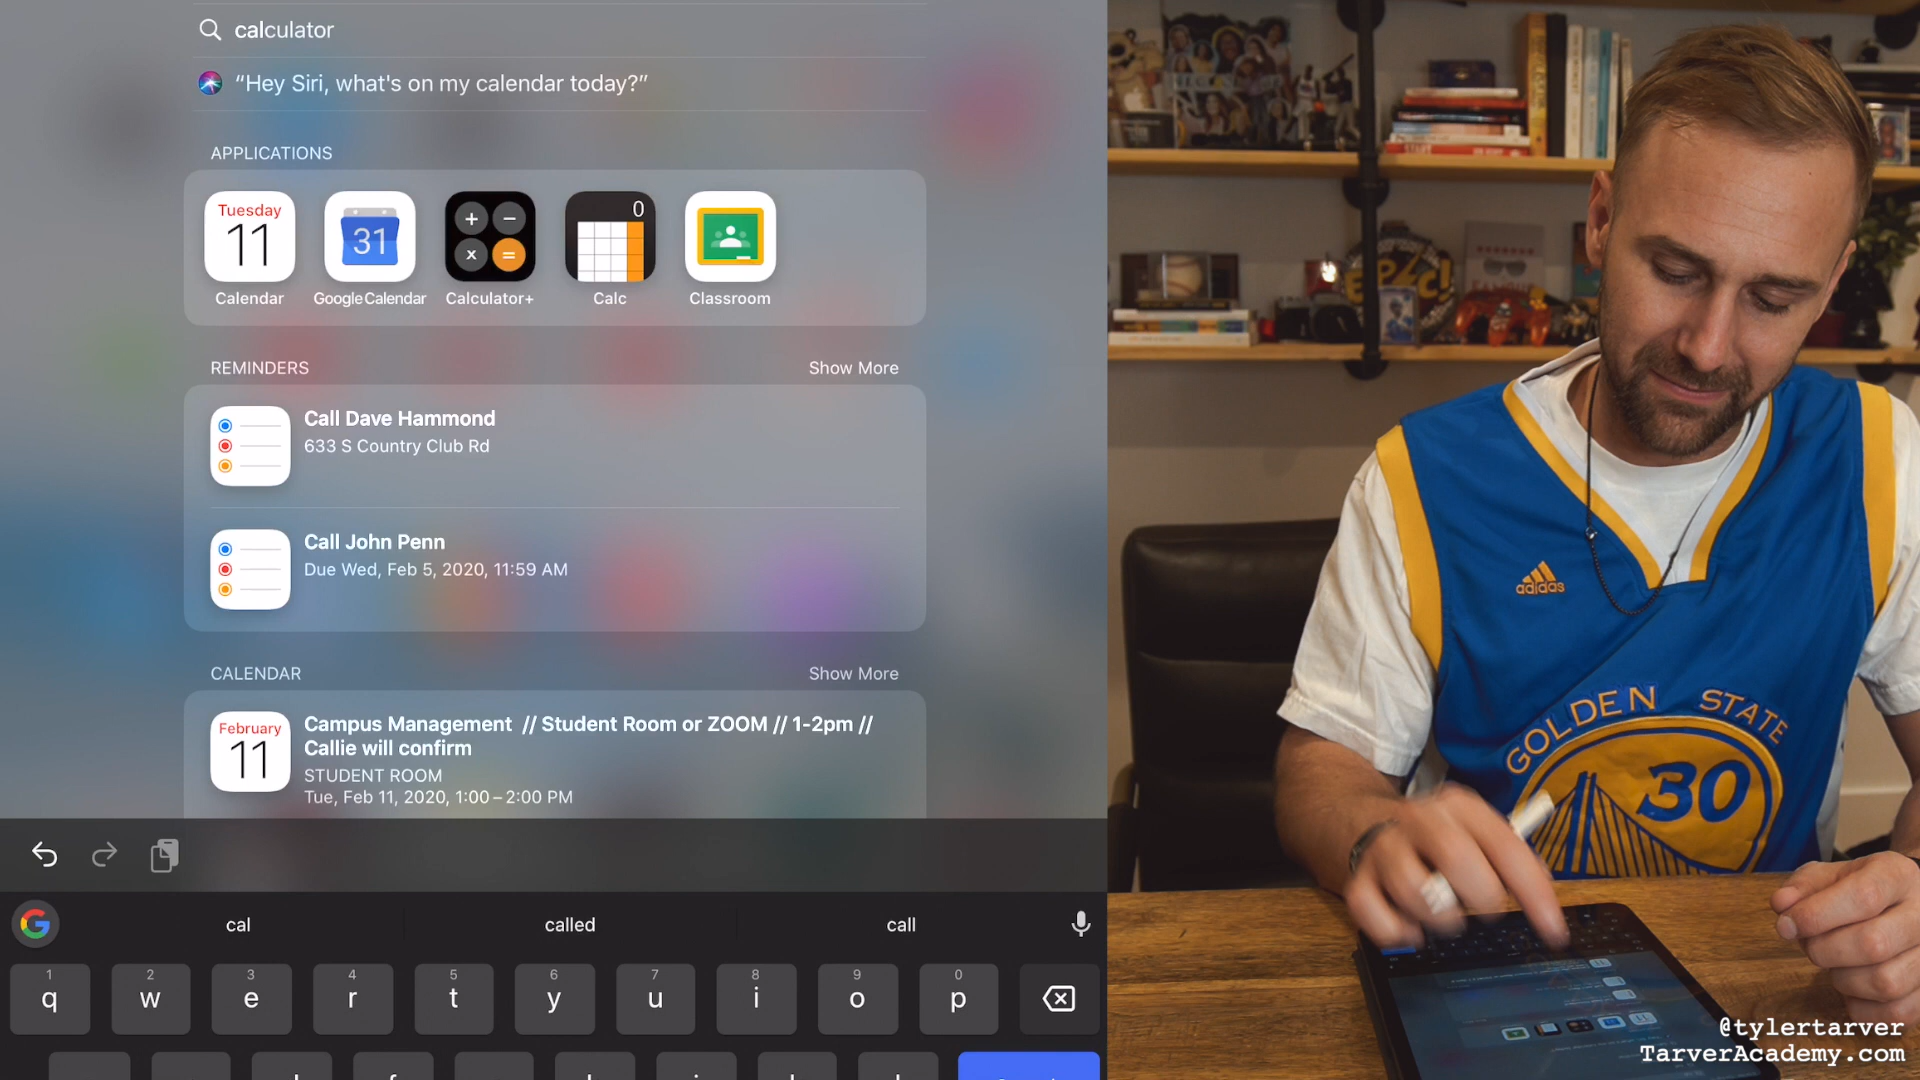 calculator
“Hey Siri, what's on my calendar today?”
APPLICATIONS
Tuesday
11
31
+ −
x =
0
Calendar
Google Calendar
Calculator+
Calc
Classroom
REMINDERS
Show More
Call Dave Hammond
633 S Country Club Rd
Call John Penn
Due Wed, Feb 5, 2020, 11:59 AM
CALENDAR
Show More
February
11
Campus Management // Student Room or ZOOM // 1-2pm //
Callie will confirm
STUDENT ROOM
Tue, Feb 11, 2020, 1:00 – 2:00 PM
G
cal
called
call
1 2 3 4 5 6 7 8 9 0
q w e r t y u i o p
adidas
GOLDEN STATE
30
epic!
@tylertarver
TarverAcademy.com